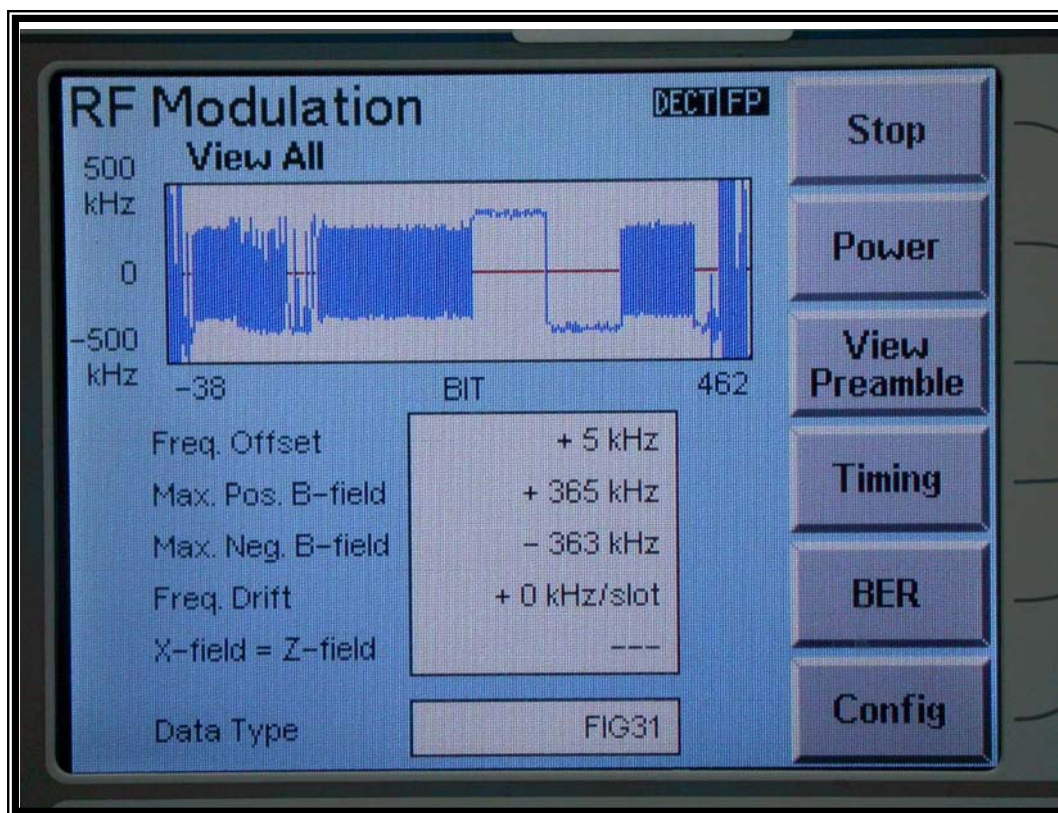 RF Modulation
DECT FP
View All
500
kHz
0
-500
kHz
-38
BIT
462
Freq. Offset
+ 5 kHz
Max. Pos. B-field
+ 365 kHz
Max. Neg. B-field
- 363 kHz
Freq. Drift
+ 0 kHz/slot
X-field = Z-field
---
Data Type
FIG31
Stop
Power
View
Preamble
Timing
BER
Config